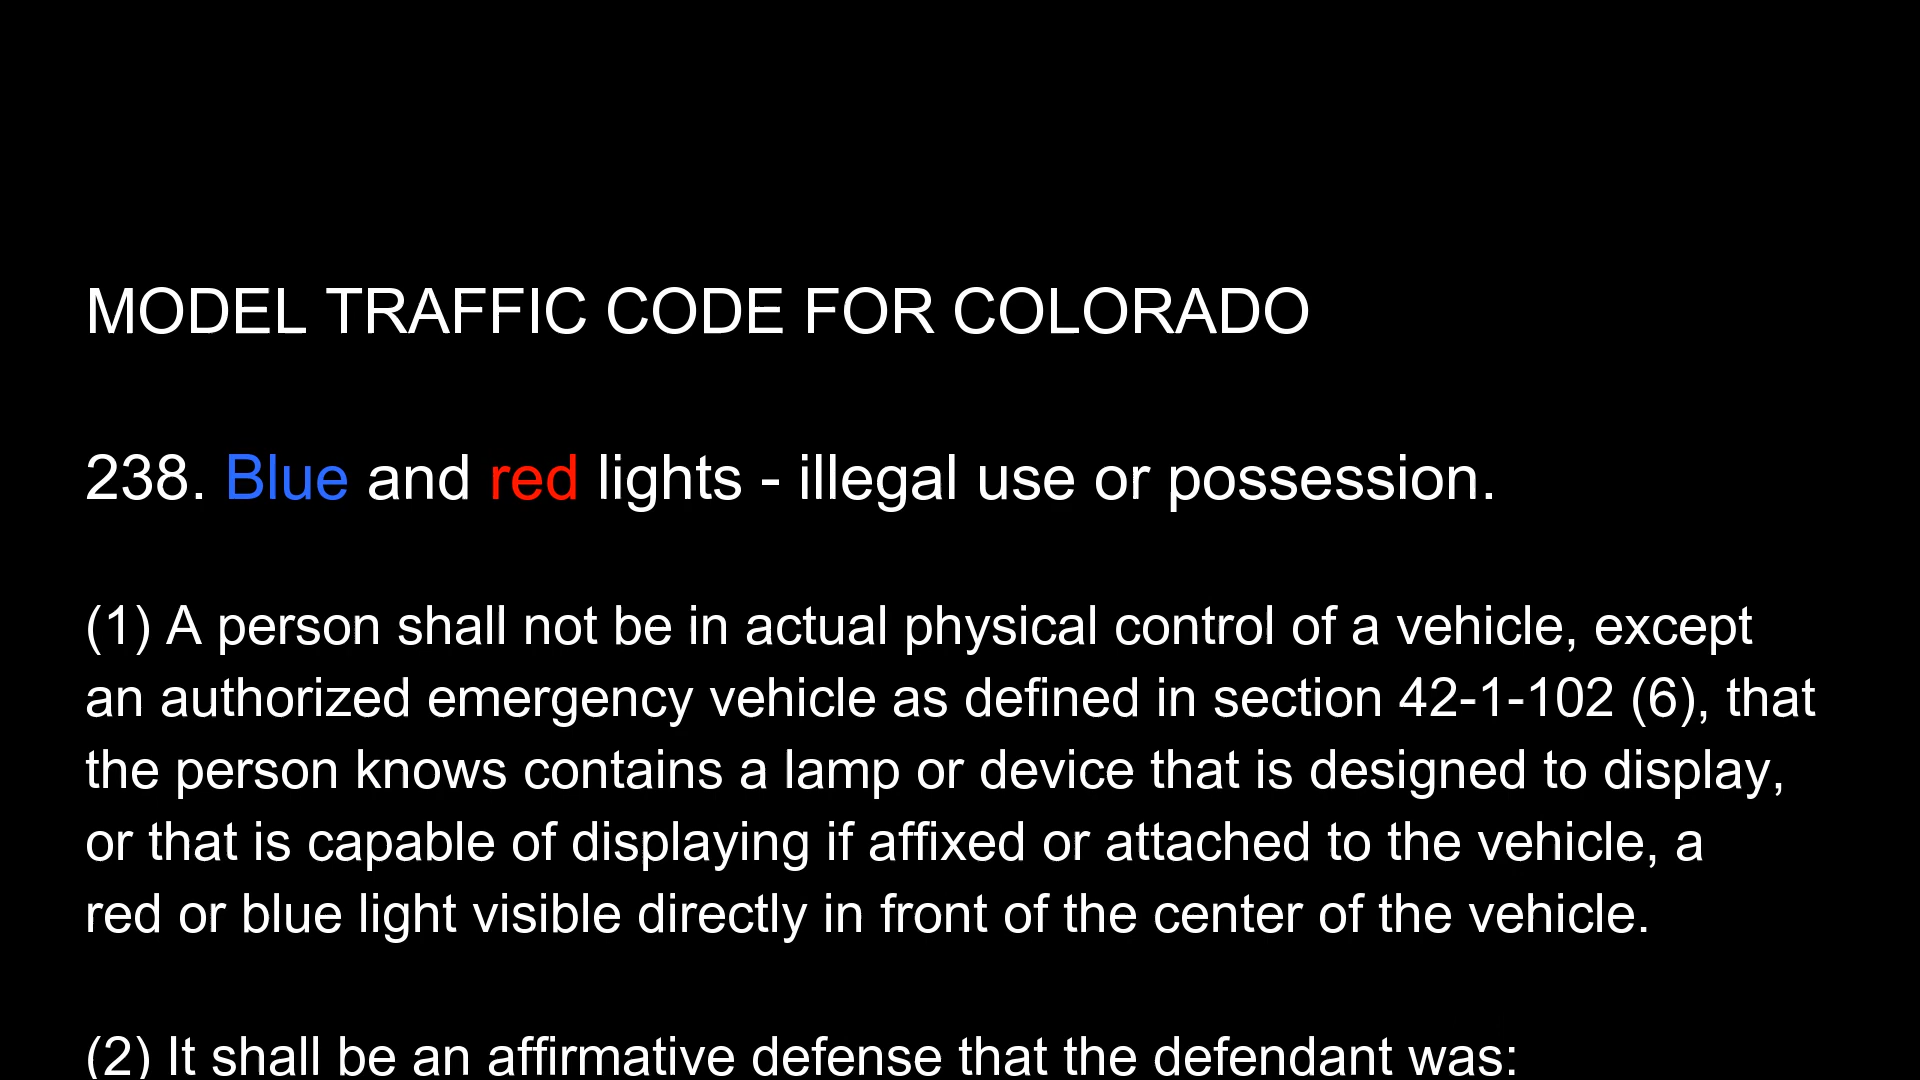 MODEL TRAFFIC CODE FOR COLORADO
238. Blue and red lights - illegal use or possession.
(1) A person shall not be in actual physical control of a vehicle, except
an authorized emergency vehicle as defined in section 42-1-102 (6), that
the person knows contains a lamp or device that is designed to display,
or that is capable of displaying if affixed or attached to the vehicle, a
red or blue light visible directly in front of the center of the vehicle.
(2) It shall be an affirmative defense that the defendant was: